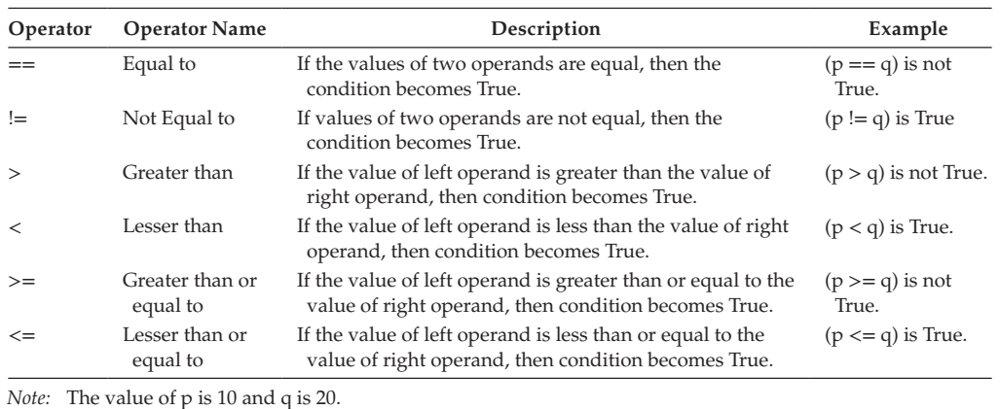 Operator Operator Name Description Example
== Equal to If the values of two operands are equal, then the (p == q) is not
condition becomes True. True.
!= Not Equal to If values of two operands are not equal, then the (p != q) is True
condition becomes True.
> Greater than If the value of left operand is greater than the value of (p > q) is not True.
right operand, then condition becomes True.
< Lesser than If the value of left operand is less than the value of right (p < q) is True.
operand, then condition becomes True.
>= Greater than or If the value of left operand is greater than or equal to the (p >= q) is not
equal to value of right operand, then condition becomes True. True.
<= Lesser than or If the value of left operand is less than or equal to the (p <= q) is True.
equal to value of right operand, then condition becomes True.
Note: The value of p is 10 and q is 20.